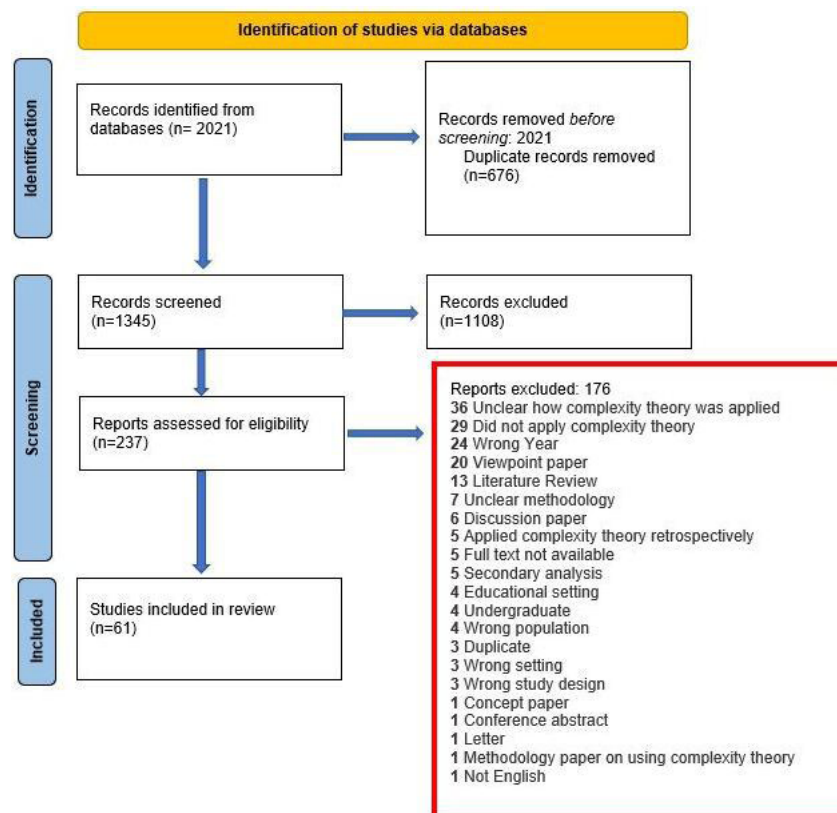 Identification of studies via databases
Identification
Records identified from
databases (n= 2021)
Records removed before
screening: 2021
Duplicate records removed
(n=676)
Screening
Records screened
(n=1345)
Records excluded
(n=1108)
Reports assessed for eligibility
(n=237)
Reports excluded: 176
36 Unclear how complexity theory was applied
29 Did not apply complexity theory
24 Wrong Year
20 Viewpoint paper
13 Literature Review
7 Unclear methodology
6 Discussion paper
5 Applied complexity theory retrospectively
5 Full text not available
5 Secondary analysis
4 Educational setting
4 Undergraduate
4 Wrong population
3 Duplicate
3 Wrong setting
3 Wrong study design
1 Concept paper
1 Conference abstract
1 Letter
1 Methodology paper on using complexity theory
1 Not English
Included
Studies included in review
(n=61)